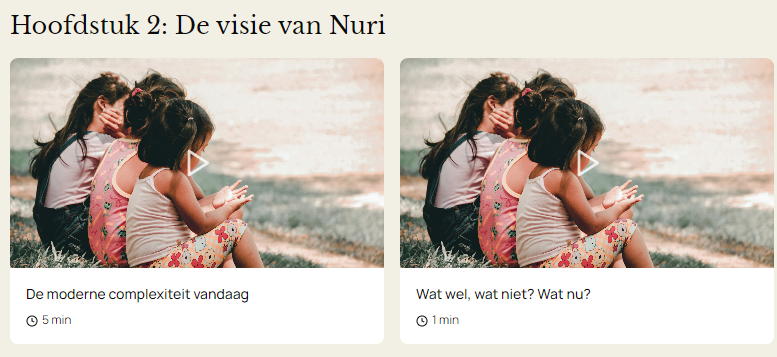 Hoofdstuk 2: De visie van Nuri
De moderne complexiteit vandaag
5 min
Wat wel, wat niet? Wat nu?
1 min